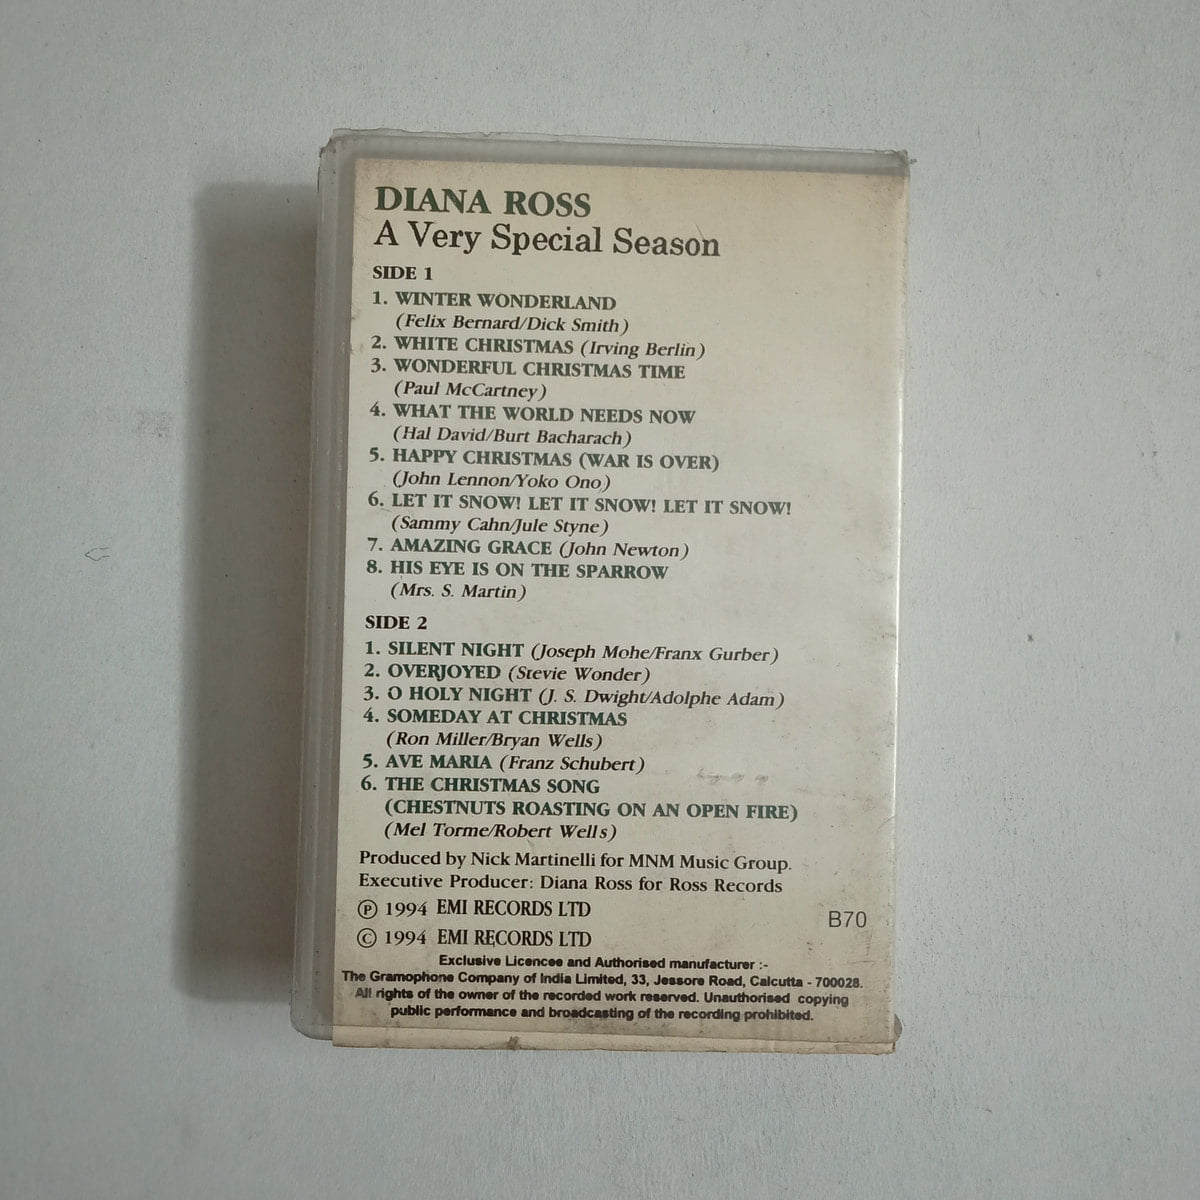 DIANA ROSS
A Very Special Season
SIDE 1
1. WINTER WONDERLAND
(Felix Bernard/Dick Smith)
2. WHITE CHRISTMAS (Irving Berlin)
3. WONDERFUL CHRISTMAS TIME
(Paul McCartney)
4. WHAT THE WORLD NEEDS NOW
(Hal David/Burt Bacharach)
5. HAPPY CHRISTMAS (WAR IS OVER)
(John Lennon/Yoko Ono)
6. LET IT SNOW! LET IT SNOW! LET IT SNOW!
(Sammy Cahn/Jule Styne)
7. AMAZING GRACE (John Newton)
8. HIS EYE IS ON THE SPARROW
(Mrs. S. Martin)
SIDE 2
1. SILENT NIGHT (Joseph Mohe/Franx Gurber)
2. OVERJOYED (Stevie Wonder)
3. O HOLY NIGHT (J. S. Dwight/Adolphe Adam)
4. SOMEDAY AT CHRISTMAS
(Ron Miller/Bryan Wells)
5. AVE MARIA (Franz Schubert)
6. THE CHRISTMAS SONG
(CHESTNUTS ROASTING ON AN OPEN FIRE)
(Mel Torme/Robert Wells)
Produced by Nick Martinelli for MNM Music Group.
Executive Producer: Diana Ross for Ross Records
Ⓟ 1994 EMI RECORDS LTD
© 1994 EMI RECORDS LTD
B70
Exclusive Licencee and Authorised manufacturer :-
The Gramophone Company of India Limited, 33, Jessore Road, Calcutta - 700028.
All rights of the owner of the recorded work reserved. Unauthorised copying
public performance and broadcasting of the recording prohibited.